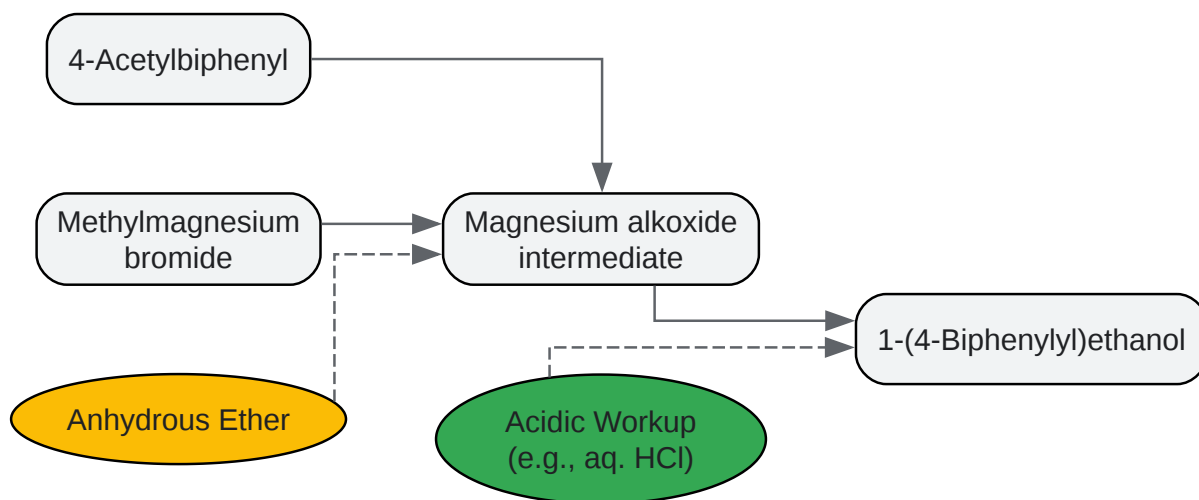 4-Acetylbiphenyl
Methylmagnesium
bromide
Magnesium alkoxide
intermediate
1-(4-Biphenylyl)ethanol
Anhydrous Ether
Acidic Workup
(e.g., aq. HCl)